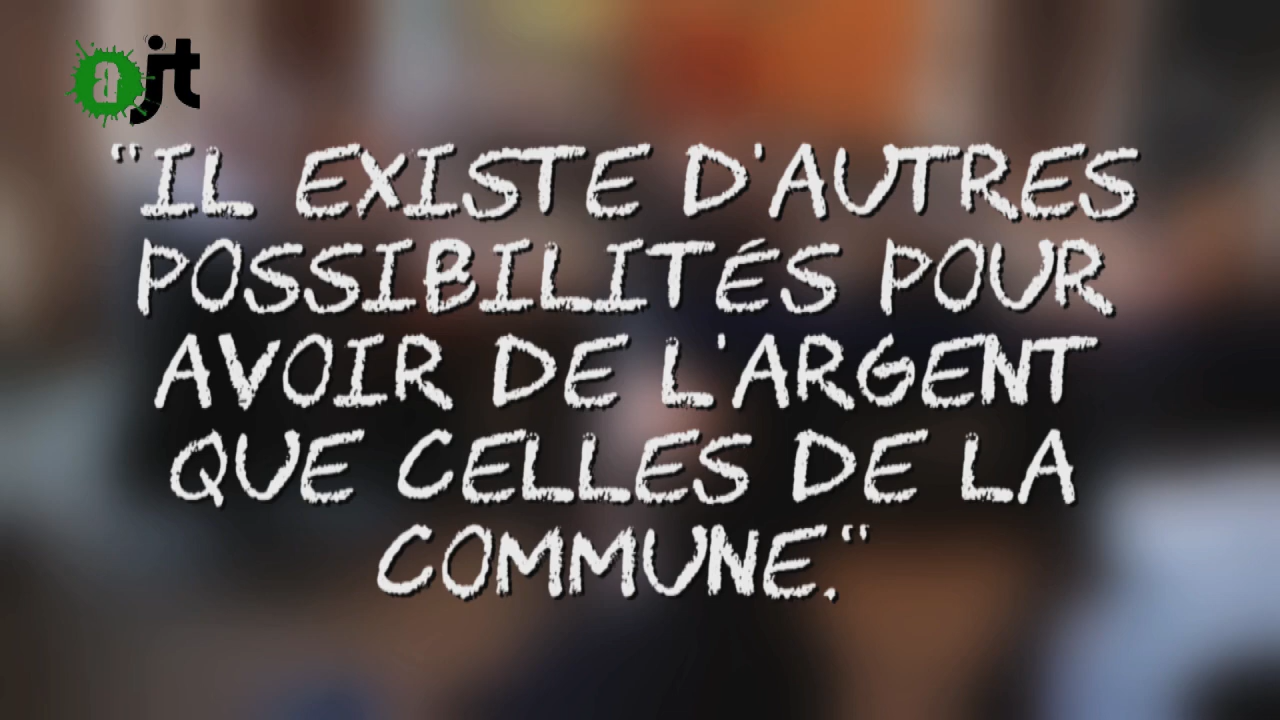 ajt
"IL EXISTE D'AUTRES
POSSIBILITÉS POUR
AVOIR DE L'ARGENT
QUE CELLES DE LA
COMMUNE."